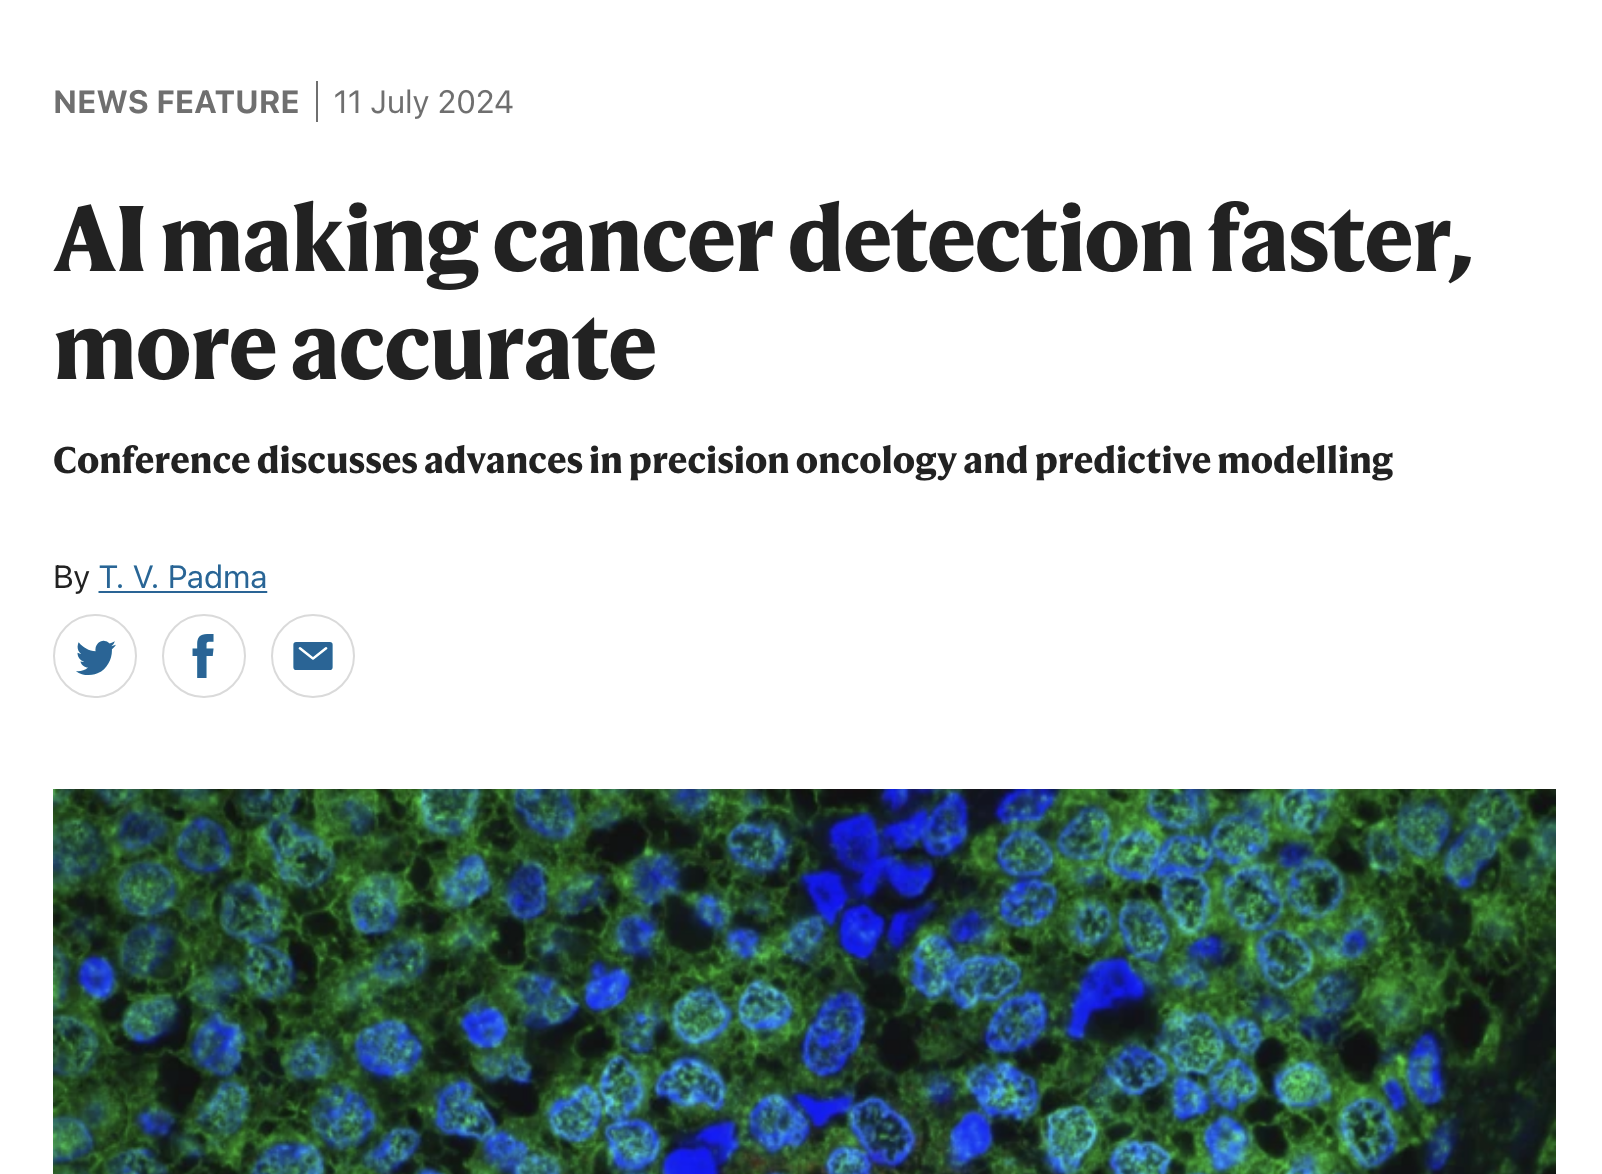 NEWS FEATURE | 11 July 2024
AI making cancer detection faster,
more accurate
Conference discusses advances in precision oncology and predictive modelling
By T. V. Padma